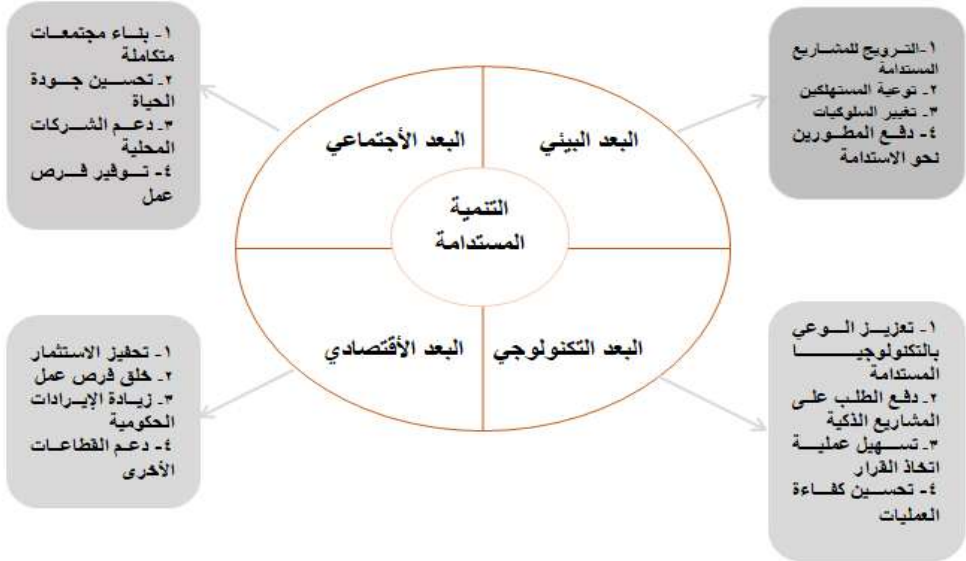 ١-الترويج للمشاريع
المستدامة
٢- توعية المستهلكين
٣- تغيير السلوكيات
٤- دفع المطورين
نحو الاستدامة
١- بناء مجتمعات
متكاملة
٢- تحسين جودة
الحياة
٣- دعم الشركات
المحلية
٤- توفير فرص
عمل
البعد البيئي
البعد الأجتماعي
التنمية
المستدامة
البعد التكنولوجي
البعد الأقتصادي
١- تعزيز الوعي
بالتكنولوجيا
المستدامة
٢- دفع الطلب على
المشاريع الذكية
٣- تسهيل عملية
اتخاذ القرار
٤- تحسين كفاءة
العمليات
١- تحفيز الاستثمار
٢- خلق فرص عمل
٣- زيادة الإيرادات
الحكومية
٤- دعم القطاعات
الأخرى